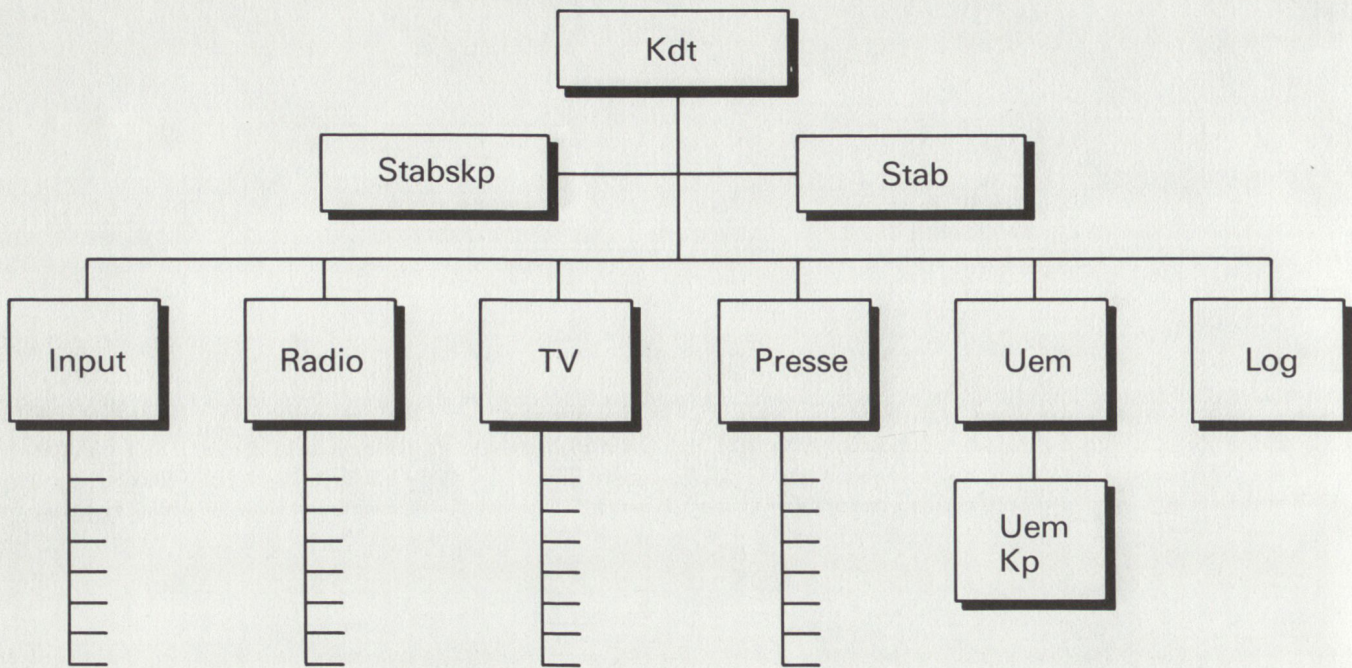 Kdt
Stabskp
Stab
Input
Radio
TV
Presse
Uem
Log
Uem
Kp